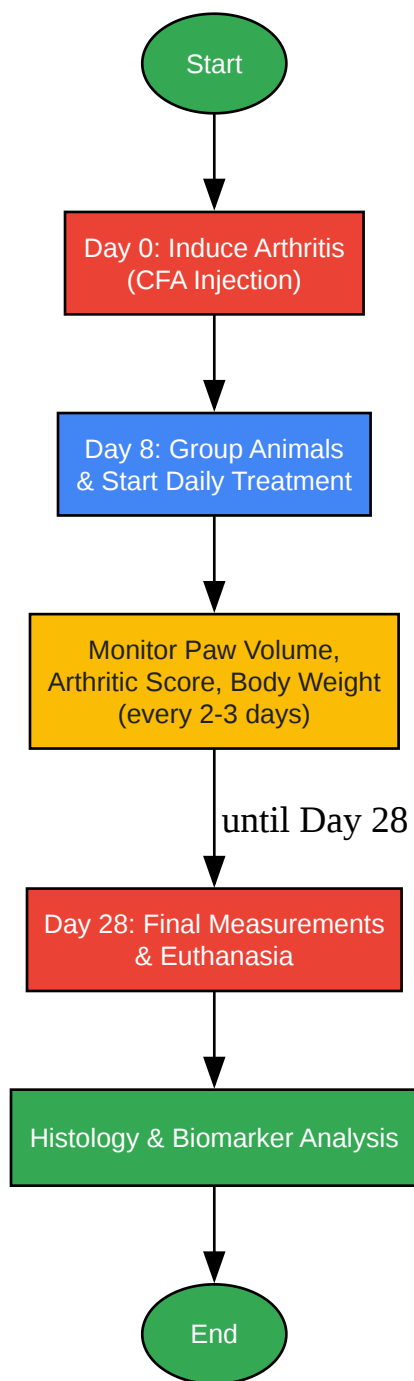 Start
Day 0: Induce Arthritis
(CFA Injection)
Day 8: Group Animals
& Start Daily Treatment
Monitor Paw Volume,
Arthritic Score, Body Weight
(every 2-3 days)
until Day 28
Day 28: Final Measurements
& Euthanasia
Histology & Biomarker Analysis
End